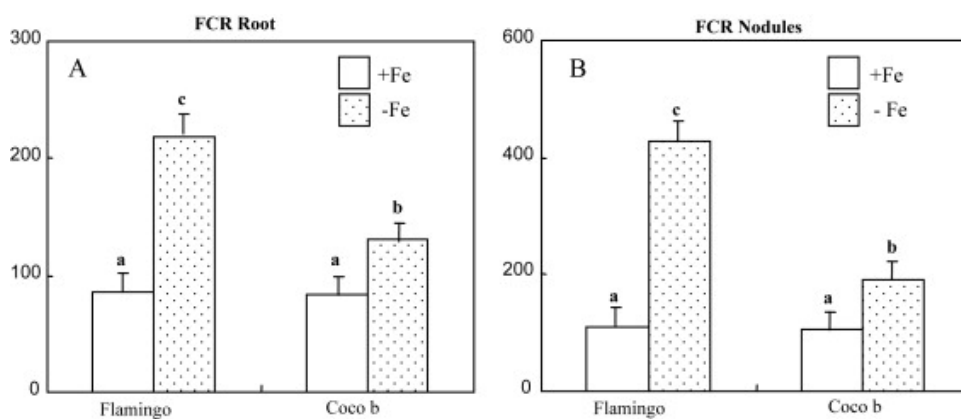 FCR Root
300
A
+Fe
-Fe
c
200
b
a
a
100
0
Flamingo
Coco b
FCR Nodules
600
B
+Fe
- Fe
c
400
b
200
a
a
0
Flamingo
Coco b